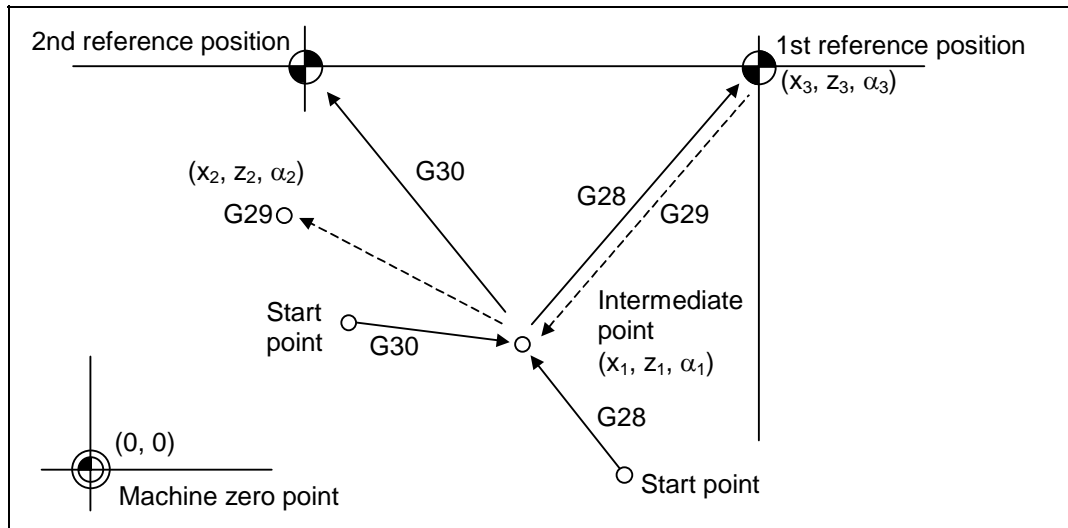 2nd reference position
1st reference position
(x₃, z₃, α₃)
G30
(x₂, z₂, α₂)
G28
G29
G29
Start
point
G30
Intermediate
point
(x₁, z₁, α₁)
G28
(0, 0)
Machine zero point
Start point